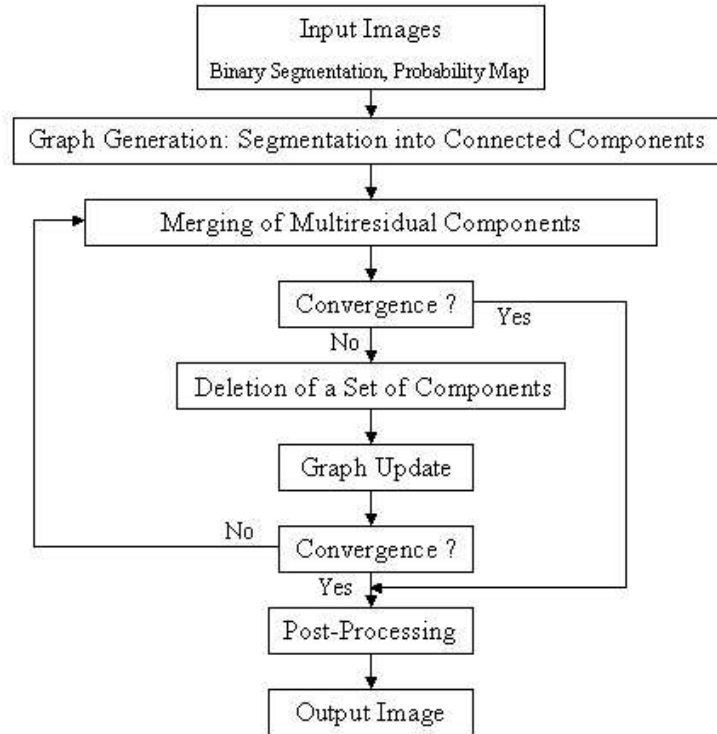 Input Images
Binary Segmentation, Probability Map
Graph Generation: Segmentation into Connected Components
Merging of Multiresidual Components
Convergence ?
Yes
No
Deletion of a Set of Components
Graph Update
No
Convergence ?
Yes
Post-Processing
Output Image